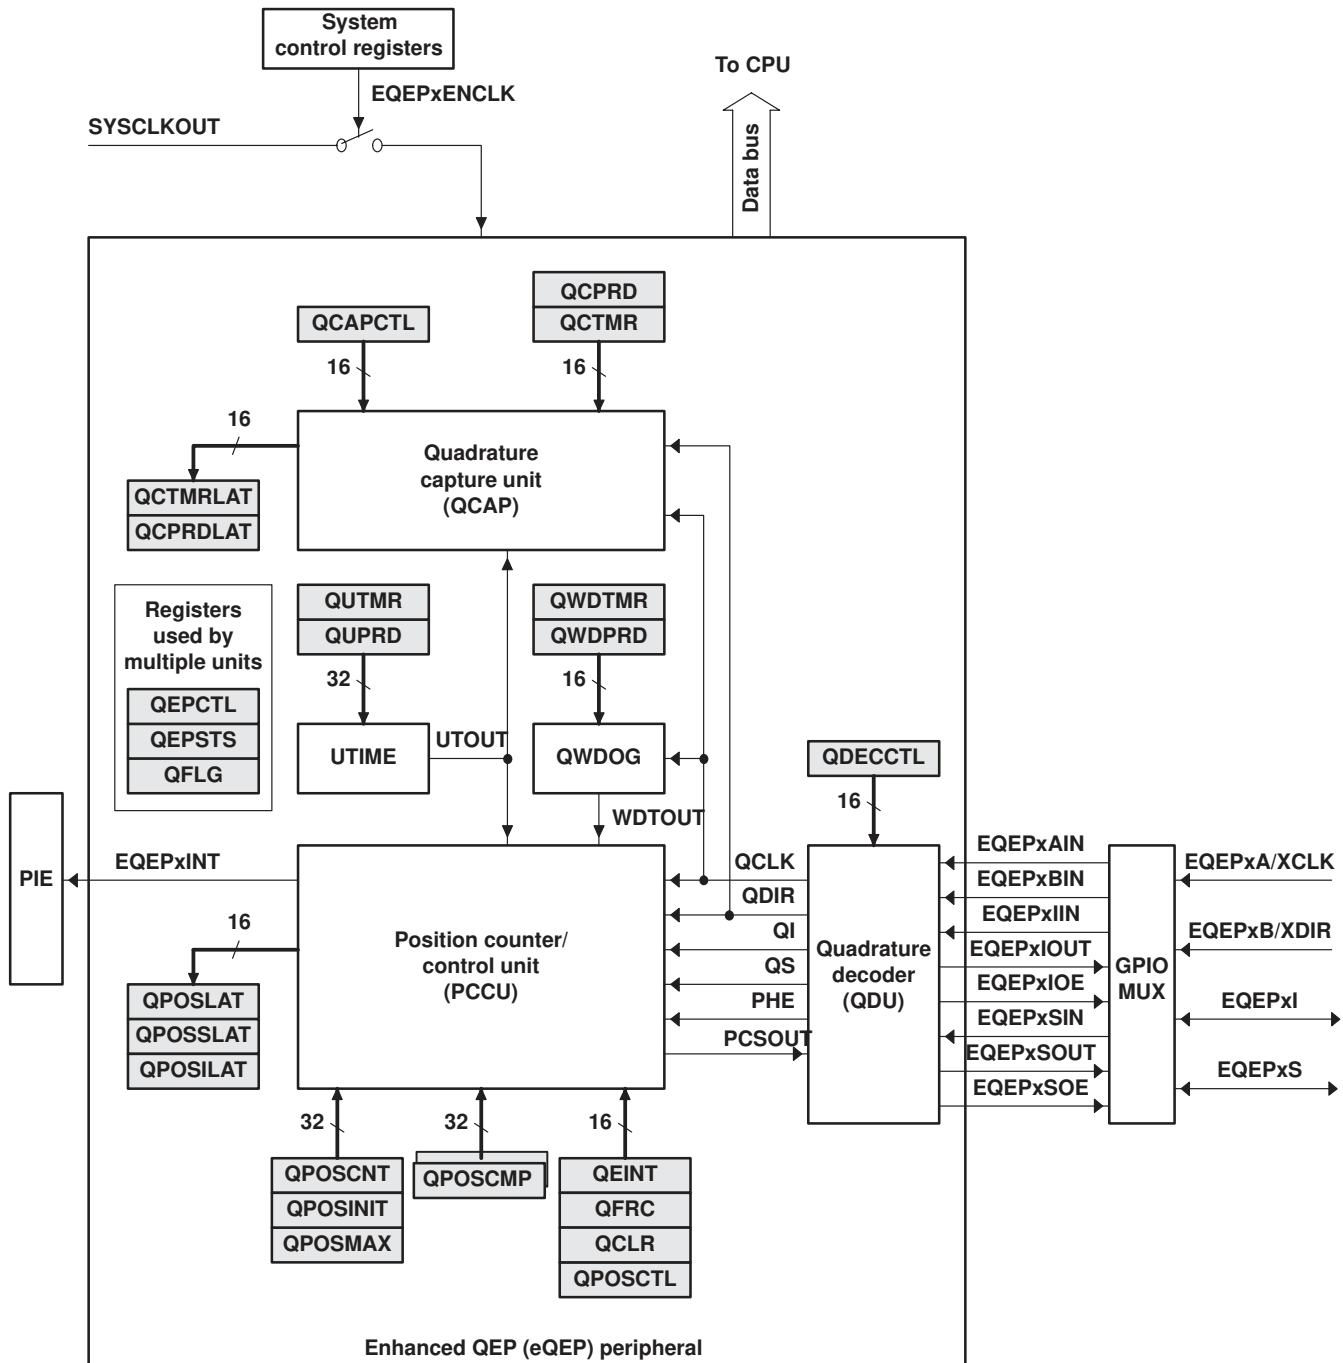 System
control registers
To CPU
EQEPxENCLK
SYSCLKOUT
Data bus
QCPRD
QCAPCTL
QCTMR
16
16
16
Quadrature
capture unit
(QCAP)
QCTMRLAT
QCPRDLAT
Registers
used by
multiple units
QEPCTL
QEPSTS
QFLG
QUTMR
QUPRD
QWDTMR
QWDPRD
32
16
UTIME
UTOUT
QWDOG
QDECCTL
WDTOUT
16
PIE
EQEPxINT
16
Position counter/
control unit
(PCCU)
QCLK
QDIR
QI
QS
PHE
PCSOUT
Quadrature
decoder
(QDU)
EQEPxAIN
EQEPxBIN
EQEPxIIN
EQEPxIOUT
EQEPxIOE
EQEPxSIN
EQEPxSOUT
EQEPxSOE
GPIO
MUX
EQEPxA/XCLK
EQEPxB/XDIR
EQEPxI
EQEPxS
QPOSLAT
QPOSSLAT
QPOSILAT
32
32
16
QPOSCNT
QPOSINIT
QPOSMAX
QPOSCMP
QEINT
QFRC
QCLR
QPOSCTL
Enhanced QEP (eQEP) peripheral